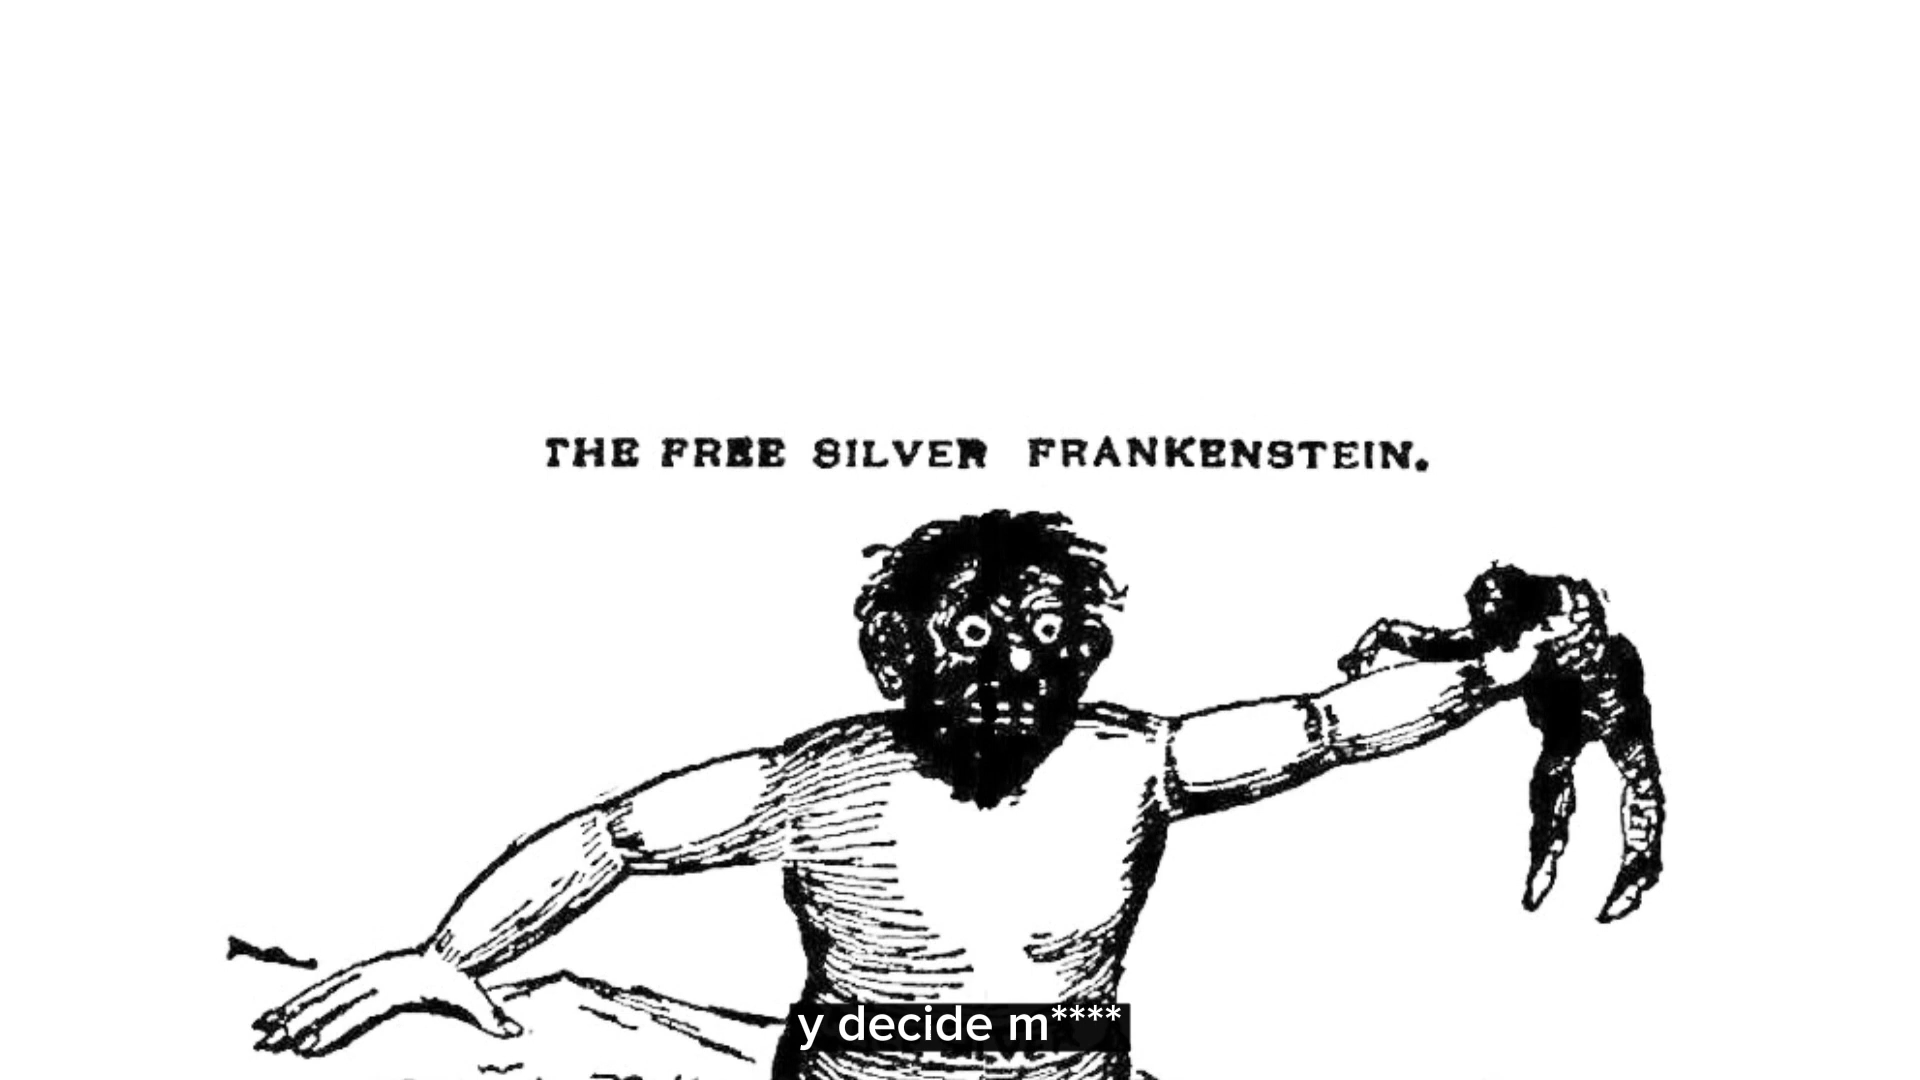 THE FREE SILVER FRANKENSTEIN.
y decide m****